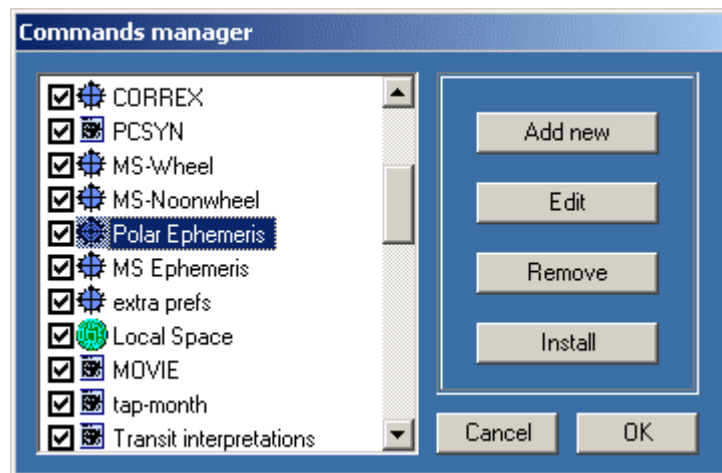 Commands manager
CORREX
PCSYN
MS-Wheel
MS-Noonwheel
Polar Ephemeris
MS Ephemeris
extra prefs
Local Space
MOVIE
tap-month
Transit interpretations
Add new
Edit
Remove
Install
Cancel
OK